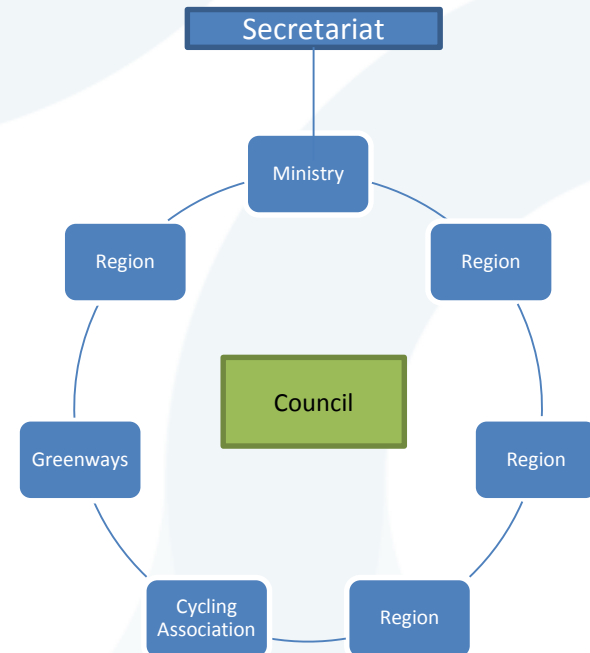 Secretariat
Ministry
Region
Region
Council
Greenways
Region
Cycling
Association
Region